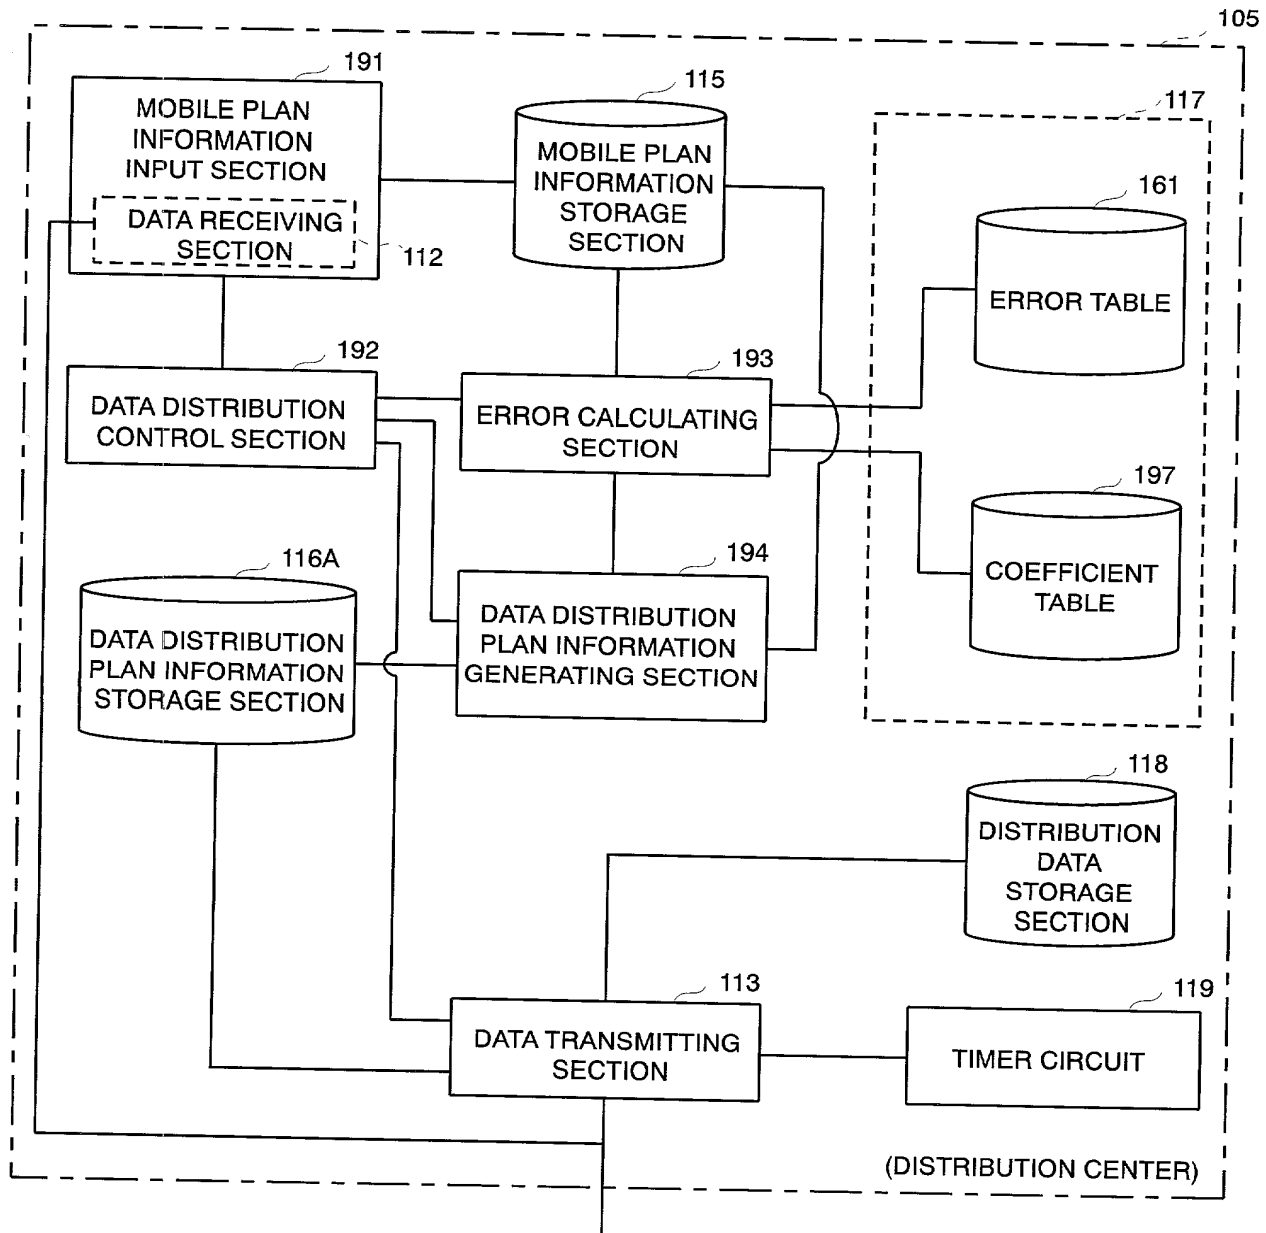 105
191
MOBILE PLAN
INFORMATION
INPUT SECTION
DATA RECEIVING
SECTION
112
115
MOBILE PLAN
INFORMATION
STORAGE
SECTION
117
161
ERROR TABLE
192
DATA DISTRIBUTION
CONTROL SECTION
193
ERROR CALCULATING
SECTION
197
COEFFICIENT
TABLE
116A
DATA DISTRIBUTION
PLAN INFORMATION
STORAGE SECTION
194
DATA DISTRIBUTION
PLAN INFORMATION
GENERATING SECTION
118
DISTRIBUTION
DATA
STORAGE
SECTION
113
DATA TRANSMITTING
SECTION
119
TIMER CIRCUIT
(DISTRIBUTION CENTER)